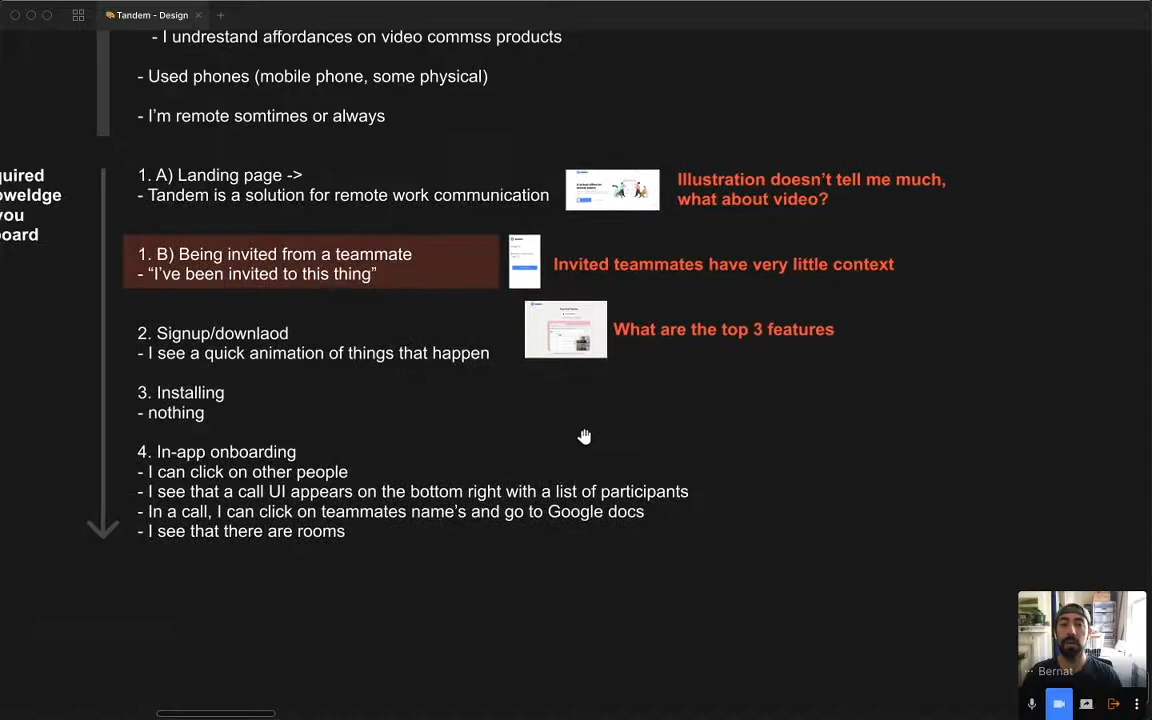 Tandem - Design
- I undrestand affordances on video commss products
- Used phones (mobile phone, some physical)
- I'm remote somtimes or always
quired
oweldge
you
oard
1. A) Landing page ->
- Tandem is a solution for remote work communication
Illustration doesn't tell me much,
what about video?
1. B) Being invited from a teammate
- “I've been invited to this thing”
Invited teammates have very little context
2. Signup/downlaod
- I see a quick animation of things that happen
What are the top 3 features
3. Installing
- nothing
4. In-app onboarding
- I can click on other people
- I see that a call UI appears on the bottom right with a list of participants
- In a call, I can click on teammates name's and go to Google docs
- I see that there are rooms
Bernat